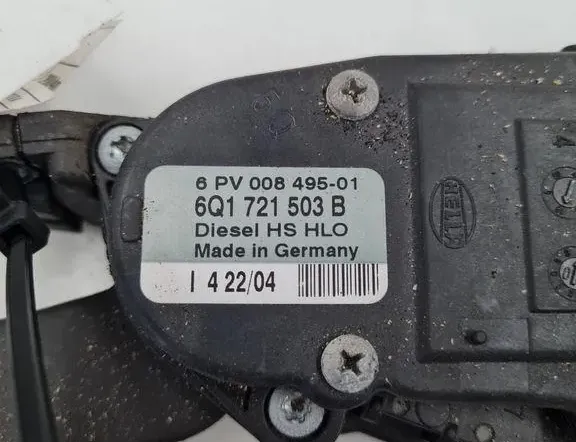 6 PV 008 495-01
6Q1 721 503 B
Diesel HS HLO
Made in Germany
I 4 22/04
HELLA